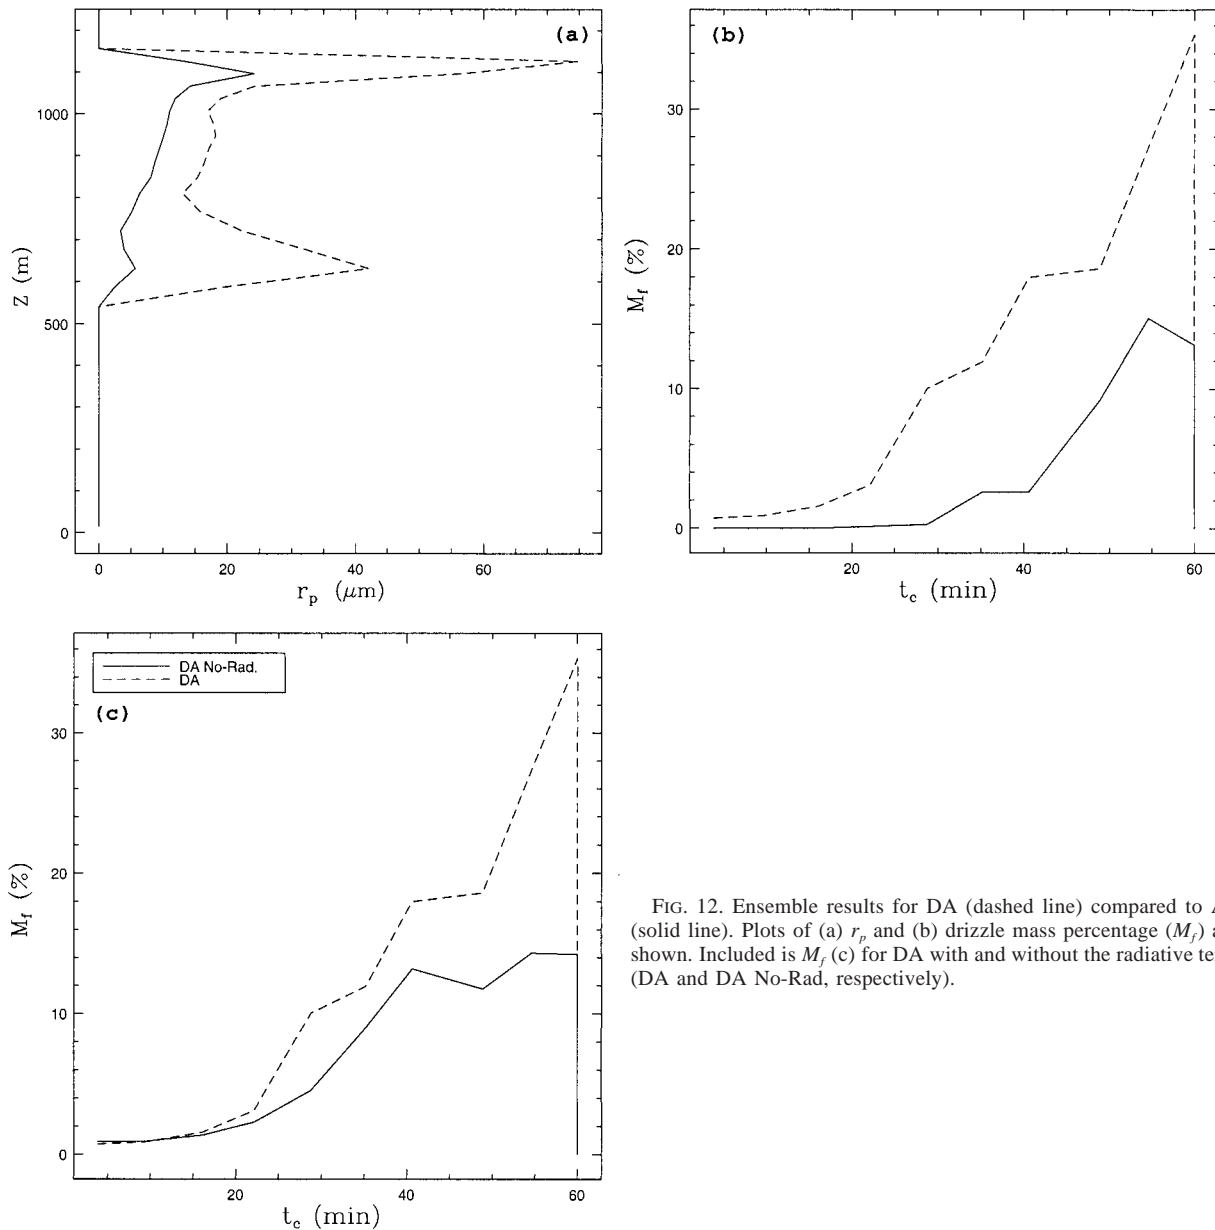 (a)
1000
500
0
Z (m)
0
20
40
60
r_p (μm)
(b)
30
20
10
0
M_f (%)
20
40
60
t_c (min)
DA No-Rad.
DA
(c)
30
20
10
0
M_f (%)
20
40
60
t_c (min)
FIG. 12. Ensemble results for DA (dashed line) compared to
(solid line). Plots of (a) r_p and (b) drizzle mass percentage (M_f)
shown. Included is M_f (c) for DA with and without the radiative
(DA and DA No-Rad, respectively).